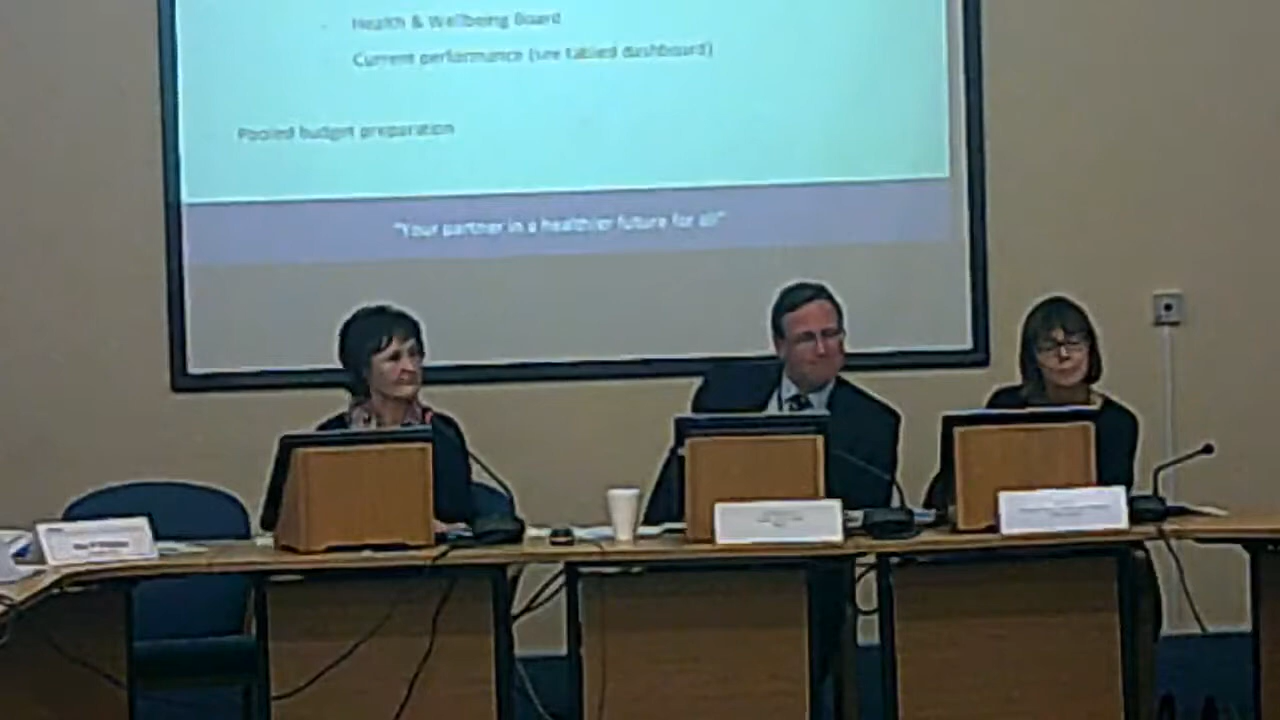 Health & Wellbeing Board
Current performance (see tabled dashboard)
Pooled budget preparation
"Your partner in a healthier future for all"